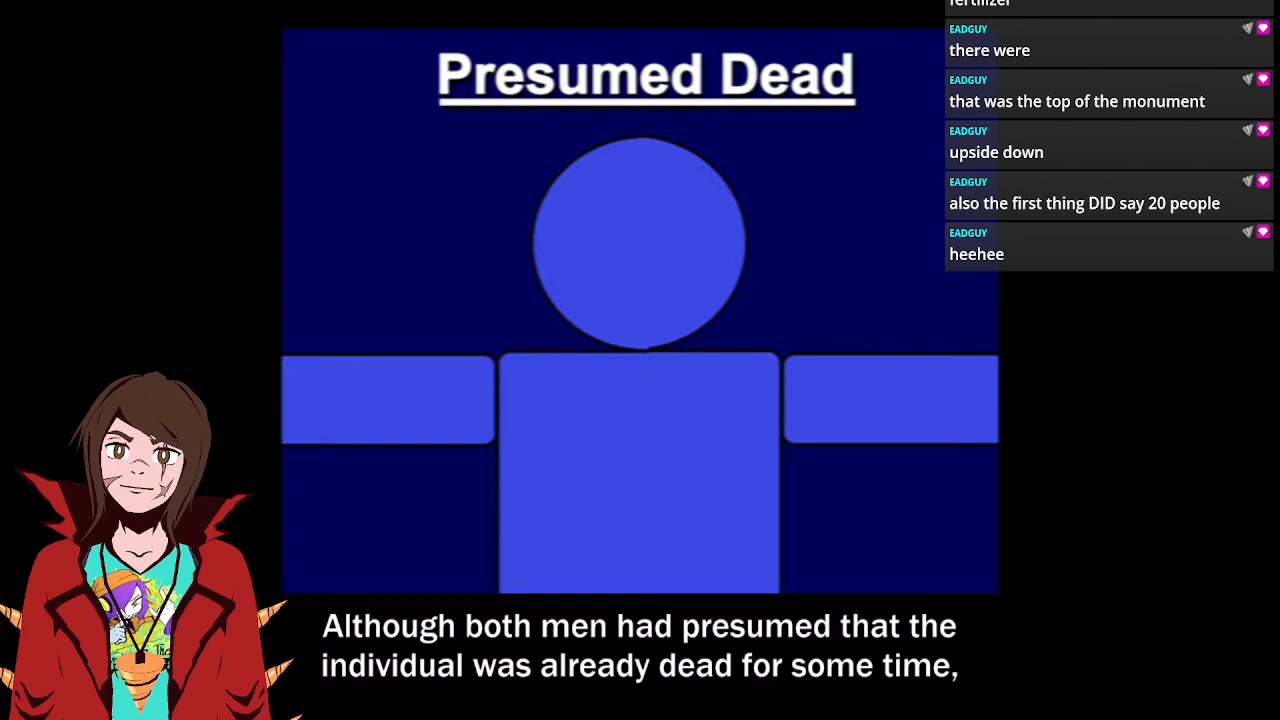 Presumed Dead
Although both men had presumed that the
individual was already dead for some time,
fertilizer
EADGUY
there were
EADGUY
that was the top of the monument
EADGUY
upside down
EADGUY
also the first thing DID say 20 people
EADGUY
heehee